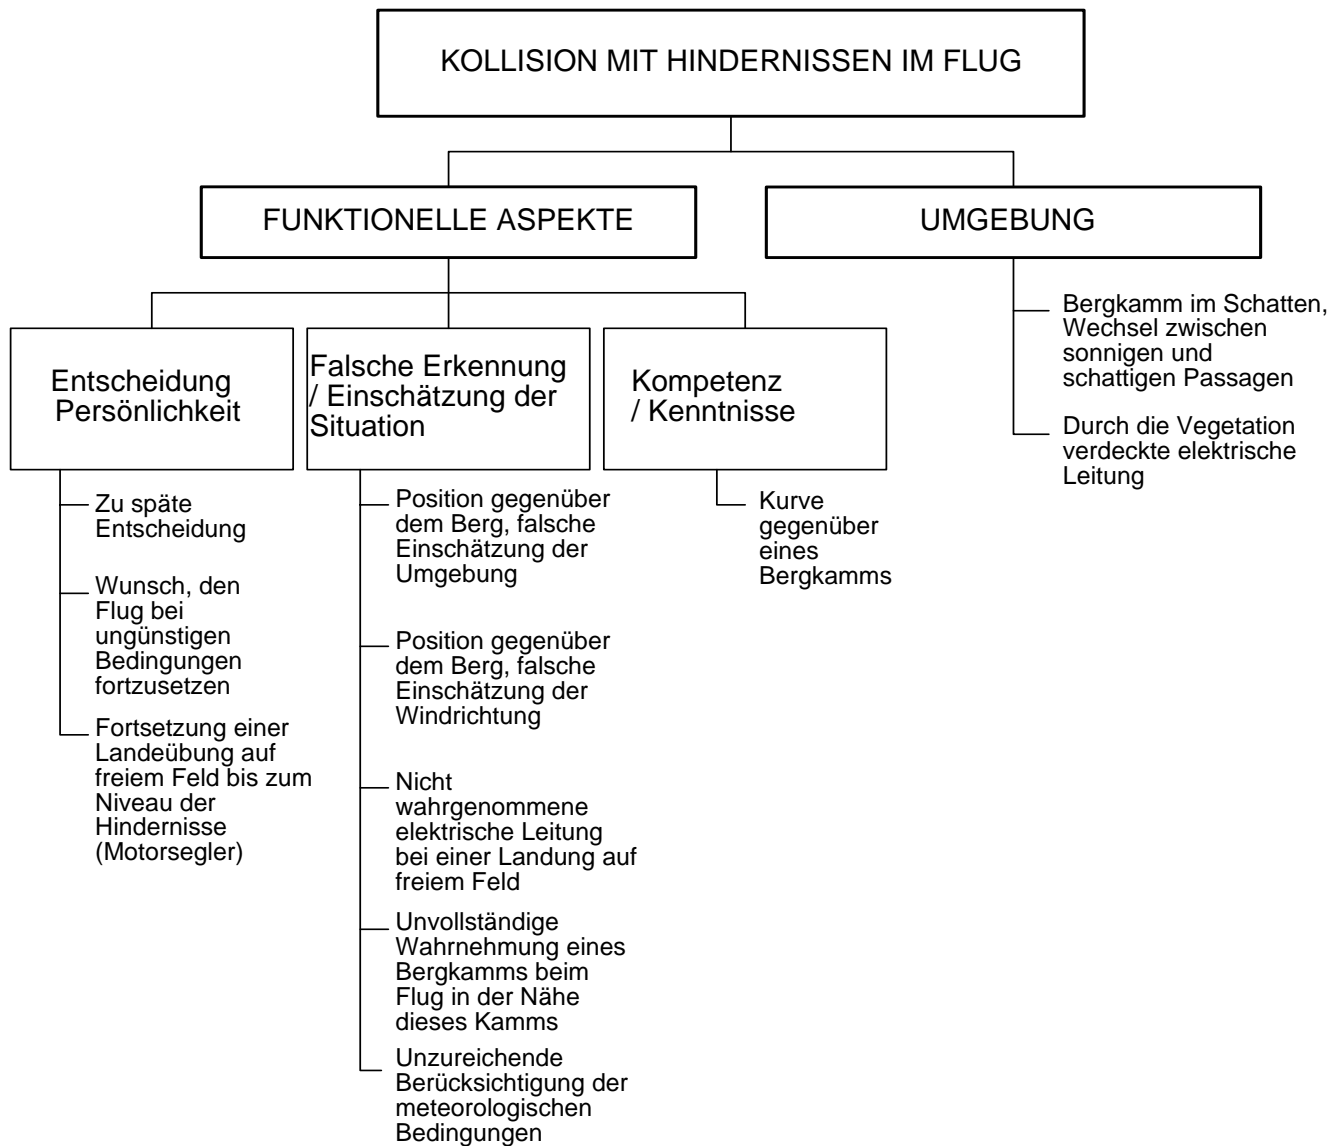 KOLLISION MIT HINDERNISSEN IM FLUG
FUNKTIONELLE ASPEKTE
UMGEBUNG
Entscheidung
Persönlichkeit
Falsche Erkennung
/ Einschätzung der
Situation
Kompetenz
/ Kenntnisse
Zu späte
Entscheidung
Wunsch, den
Flug bei
ungünstigen
Bedingungen
fortzusetzen
Fortsetzung einer
Landeübung auf
freiem Feld bis zum
Niveau der
Hindernisse
(Motorsegler)
Position gegenüber
dem Berg, falsche
Einschätzung der
Umgebung
Position gegenüber
dem Berg, falsche
Einschätzung der
Windrichtung
Nicht
wahrgenommene
elektrische Leitung
bei einer Landung auf
freiem Feld
Unvollständige
Wahrnehmung eines
Bergkamms beim
Flug in der Nähe
dieses Kamms
Unzureichende
Berücksichtigung der
meteorologischen
Bedingungen
Kurve
gegenüber
eines
Bergkamms
Bergkamm im Schatten,
Wechsel zwischen
sonnigen und
schattigen Passagen
Durch die Vegetation
verdeckte elektrische
Leitung